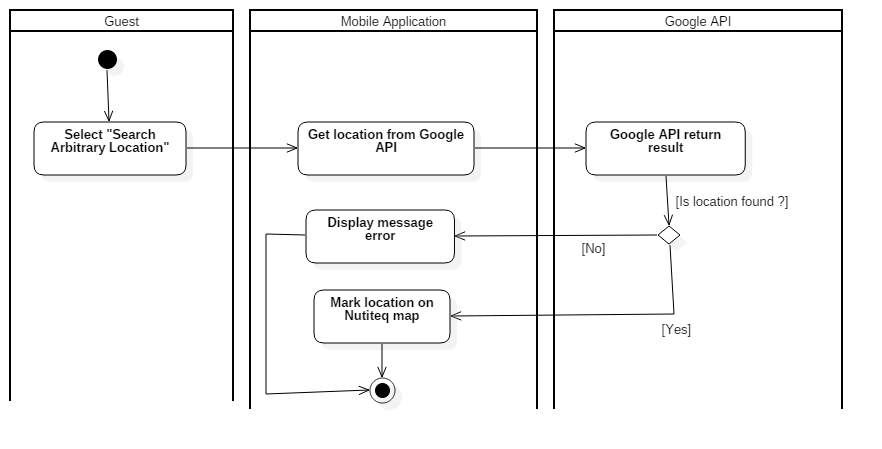 Guest
Mobile Application
Google API
Select "Search
Arbitrary Location"
Get location from Google
API
Google API return
result
[Is location found ?]
Display message
error
[No]
Mark location on
Nutiteq map
[Yes]